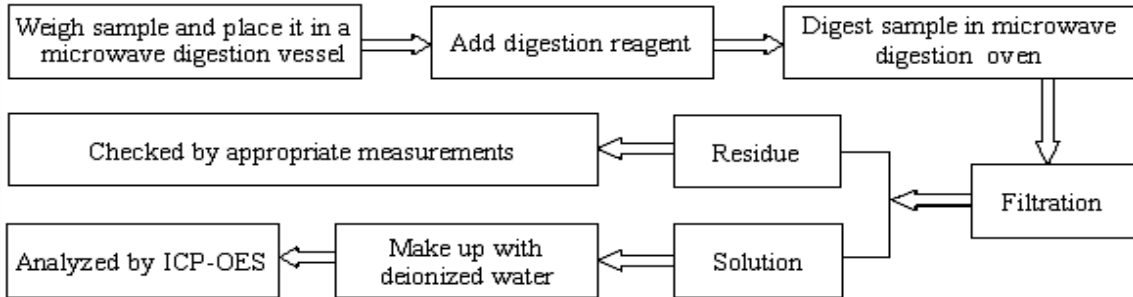 Weigh sample and place it in a
microwave digestion vessel
Add digestion reagent
Digest sample in microwave
digestion oven
Filtration
Residue
Checked by appropriate measurements
Solution
Make up with
deionized water
Analyzed by ICP-OES